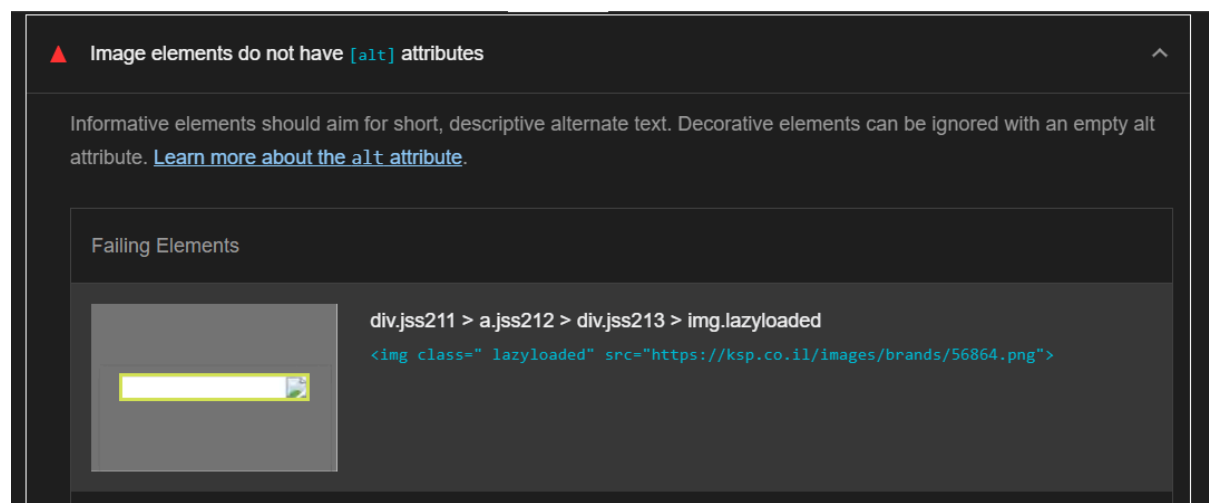 Image elements do not have [alt] attributes
Informative elements should aim for short, descriptive alternate text. Decorative elements can be ignored with an empty alt
attribute. Learn more about the alt attribute.
Failing Elements
div.jss211 > a.jss212 > div.jss213 > img.lazyloaded
<img class=" lazyloaded" src="https://ksp.co.il/images/brands/56864.png">